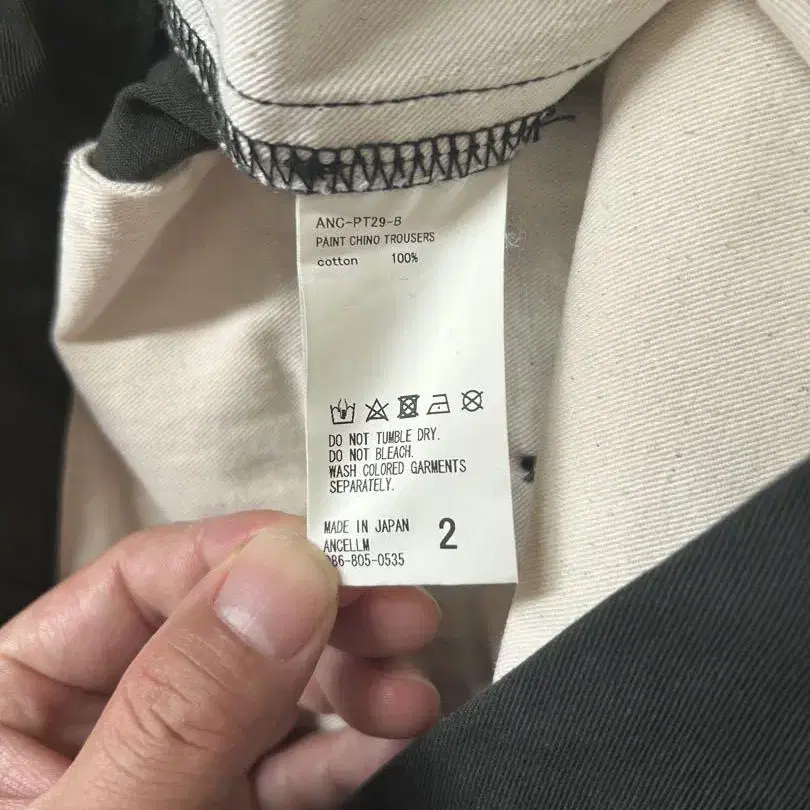 ANC-PT29-B
PAINT CHINO TROUSERS
cotton 100%
DO NOT TUMBLE DRY.
DO NOT BLEACH.
WASH COLORED GARMENTS
SEPARATELY.
MADE IN JAPAN 2
ANCELLM
086-805-0535